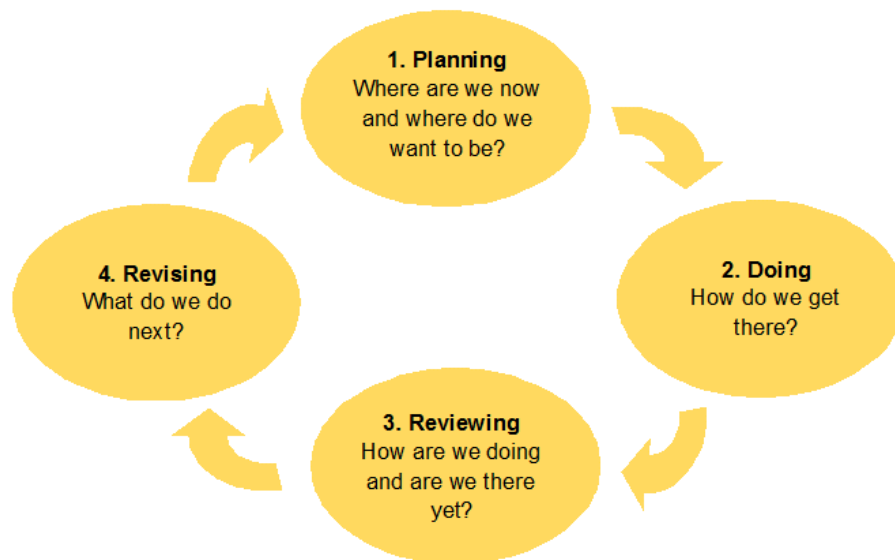 1. Planning
Where are we now
and where do we
want to be?
2. Doing
How do we get
there?
3. Reviewing
How are we doing
and are we there
yet?
4. Revising
What do we do
next?